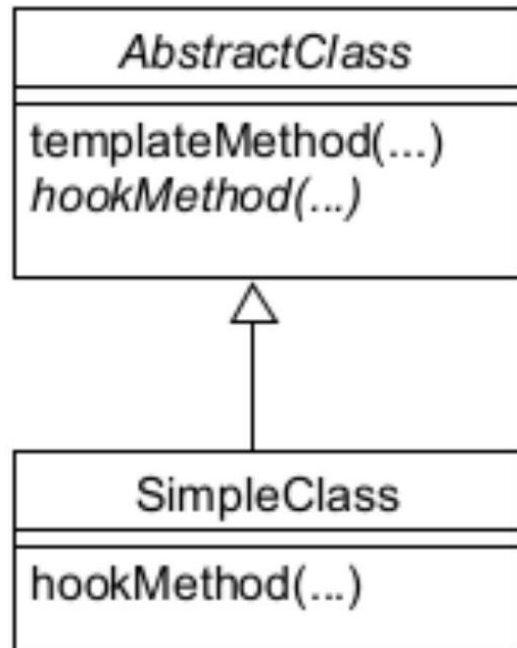 AbstractClass
templateMethod(...)
hookMethod(...)
SimpleClass
hookMethod(...)